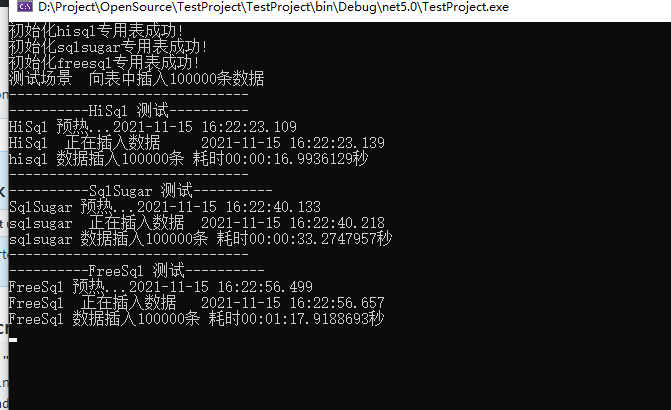 D:\Project\OpenSource\TestProject\TestProject\bin\Debug\net5.0\TestProject.exe
初始化hisql专用表成功!
初始化sqlsugar专用表成功!
初始化freesql专用表成功!
测试场景  向表中插入100000条数据
------------------------------
----------HiSql 测试----------
HiSql 预热...2021-11-15 16:22:23.109
HiSql  正在插入数据     2021-11-15 16:22:23.139
hisql 数据插入100000条 耗时00:00:16.9936129秒
------------------------------
----------SqlSugar 测试----------
SqlSugar 预热...2021-11-15 16:22:40.133
sqlsugar  正在插入数据   2021-11-15 16:22:40.218
sqlsugar 数据插入100000条 耗时00:00:33.2747957秒
------------------------------
----------FreeSql 测试----------
FreeSql 预热...2021-11-15 16:22:56.499
FreeSql  正在插入数据   2021-11-15 16:22:56.657
FreeSql 数据插入100000条 耗时00:01:17.9188693秒